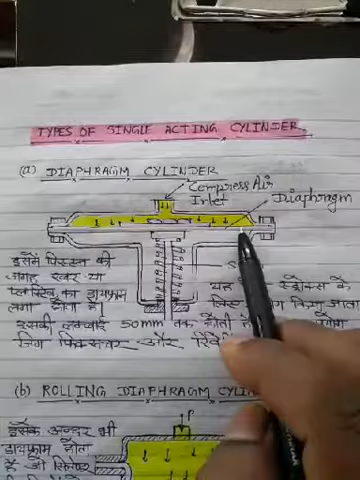 TYPES OF SINGLE ACTING CYLINDER
(a) DIAPHRAGM CYLINDER
Compress Air
Inlet
Diaphragm
इसमें पिस्टन की
जगह रबर या
प्लास्टिक का डायफ्राम
लगा होता है।
इसकी लम्बाई 50mm तक होती
जिग फिक्सचर और
(b) ROLLING DIAPHRAGM
P
इसके अन्दर भी
डायफ्राम होता
है जो